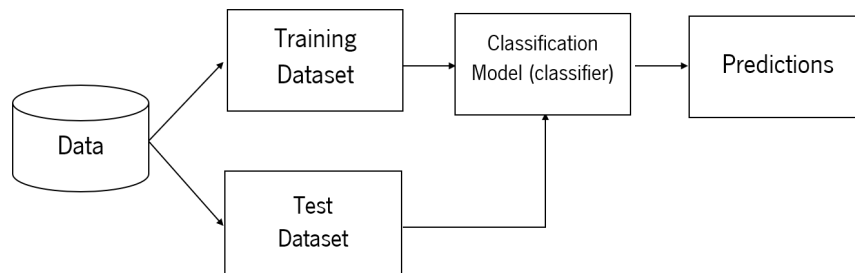 Data
Training
Dataset
Test
Dataset
Classification
Model (classifier)
Predictions